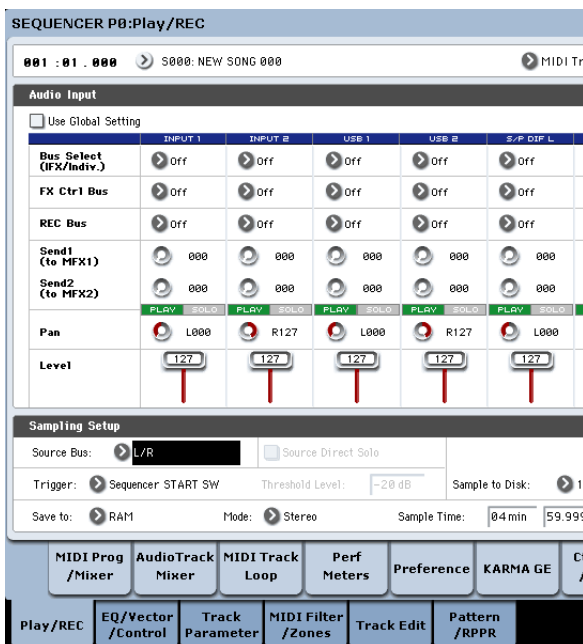 SEQUENCER P0:Play/REC
001 :01 . 000 S000: NEW SONG 000 MIDI Tr
Audio Input
Use Global Setting
INPUT 1 INPUT 2 USB 1 USB 2 S/P DIF L
Bus Select
(IFX/Indiv.) Off Off Off Off Off
FX Ctrl Bus Off Off Off Off Off
REC Bus Off Off Off Off Off
Send1
(to MFX1) 000 000 000 000 000
Send2
(to MFX2) 000 000 000 000 000
PLAY SOLO PLAY SOLO PLAY SOLO PLAY SOLO PLAY SOLO
Pan L000 R127 L000 R127 L000
Level 127 127 127 127 127
Sampling Setup
Source Bus: L/R Source Direct Solo
Trigger: Sequencer START SW Threshold Level: -20 dB Sample to Disk: 1
Save to: RAM Mode: Stereo Sample Time: 04 min 59.999
MIDI Prog
/Mixer AudioTrack
Mixer MIDI Track
Loop Perf
Meters Preference KARMA GE
Play/REC EQ/Vector
/Control Track
Parameter MIDI Filter
/Zones Track Edit Pattern
/RPPR